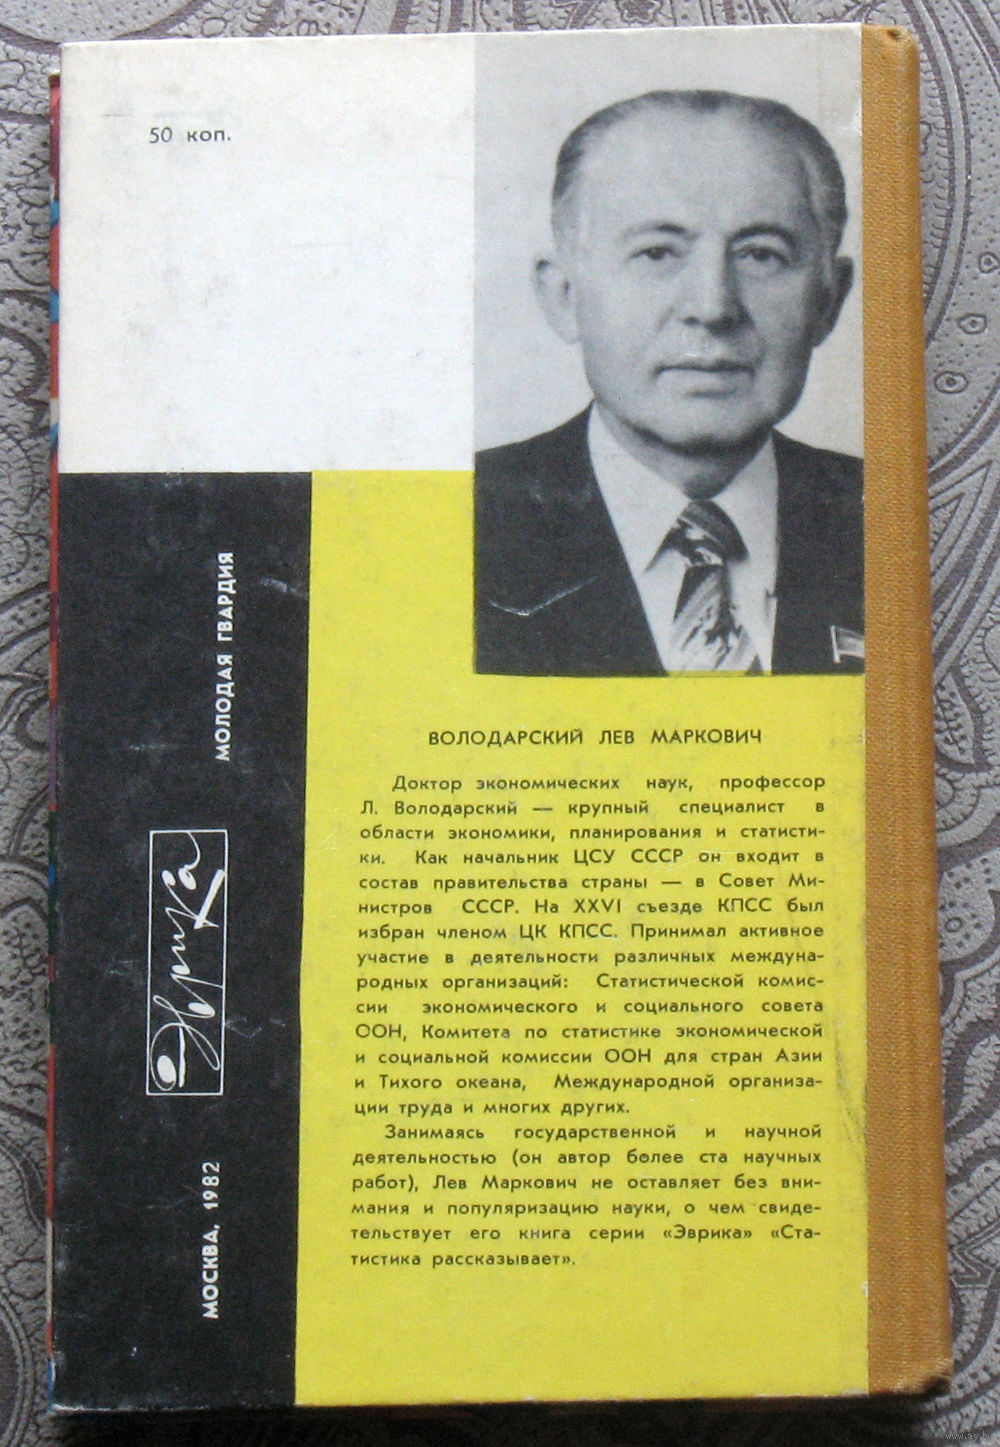 50 коп.
МОЛОДАЯ ГВАРДИЯ
Эврика
МОСКВА, 1982
ВОЛОДАРСКИЙ ЛЕВ МАРКОВИЧ
Доктор экономических наук, профессор
Л. Володарский — крупный специалист в
области экономики, планирования и статисти-
ки. Как начальник ЦСУ СССР он входит в
состав правительства страны — в Совет Ми-
нистров СССР. На XXVI съезде КПСС был
избран членом ЦК КПСС. Принимал активное
участие в деятельности различных междуна-
родных организаций: Статистической комис-
сии экономического и социального совета
ООН, Комитета по статистике экономической
и социальной комиссии ООН для стран Азии
и Тихого океана, Международной организа-
ции труда и многих других.
Занимаясь государственной и научной
деятельностью (он автор более ста научных
работ), Лев Маркович не оставляет без вни-
мания и популяризацию науки, о чем свиде-
тельствует его книга серии «Эврика» «Ста-
тистика рассказывает».
www.ay.by